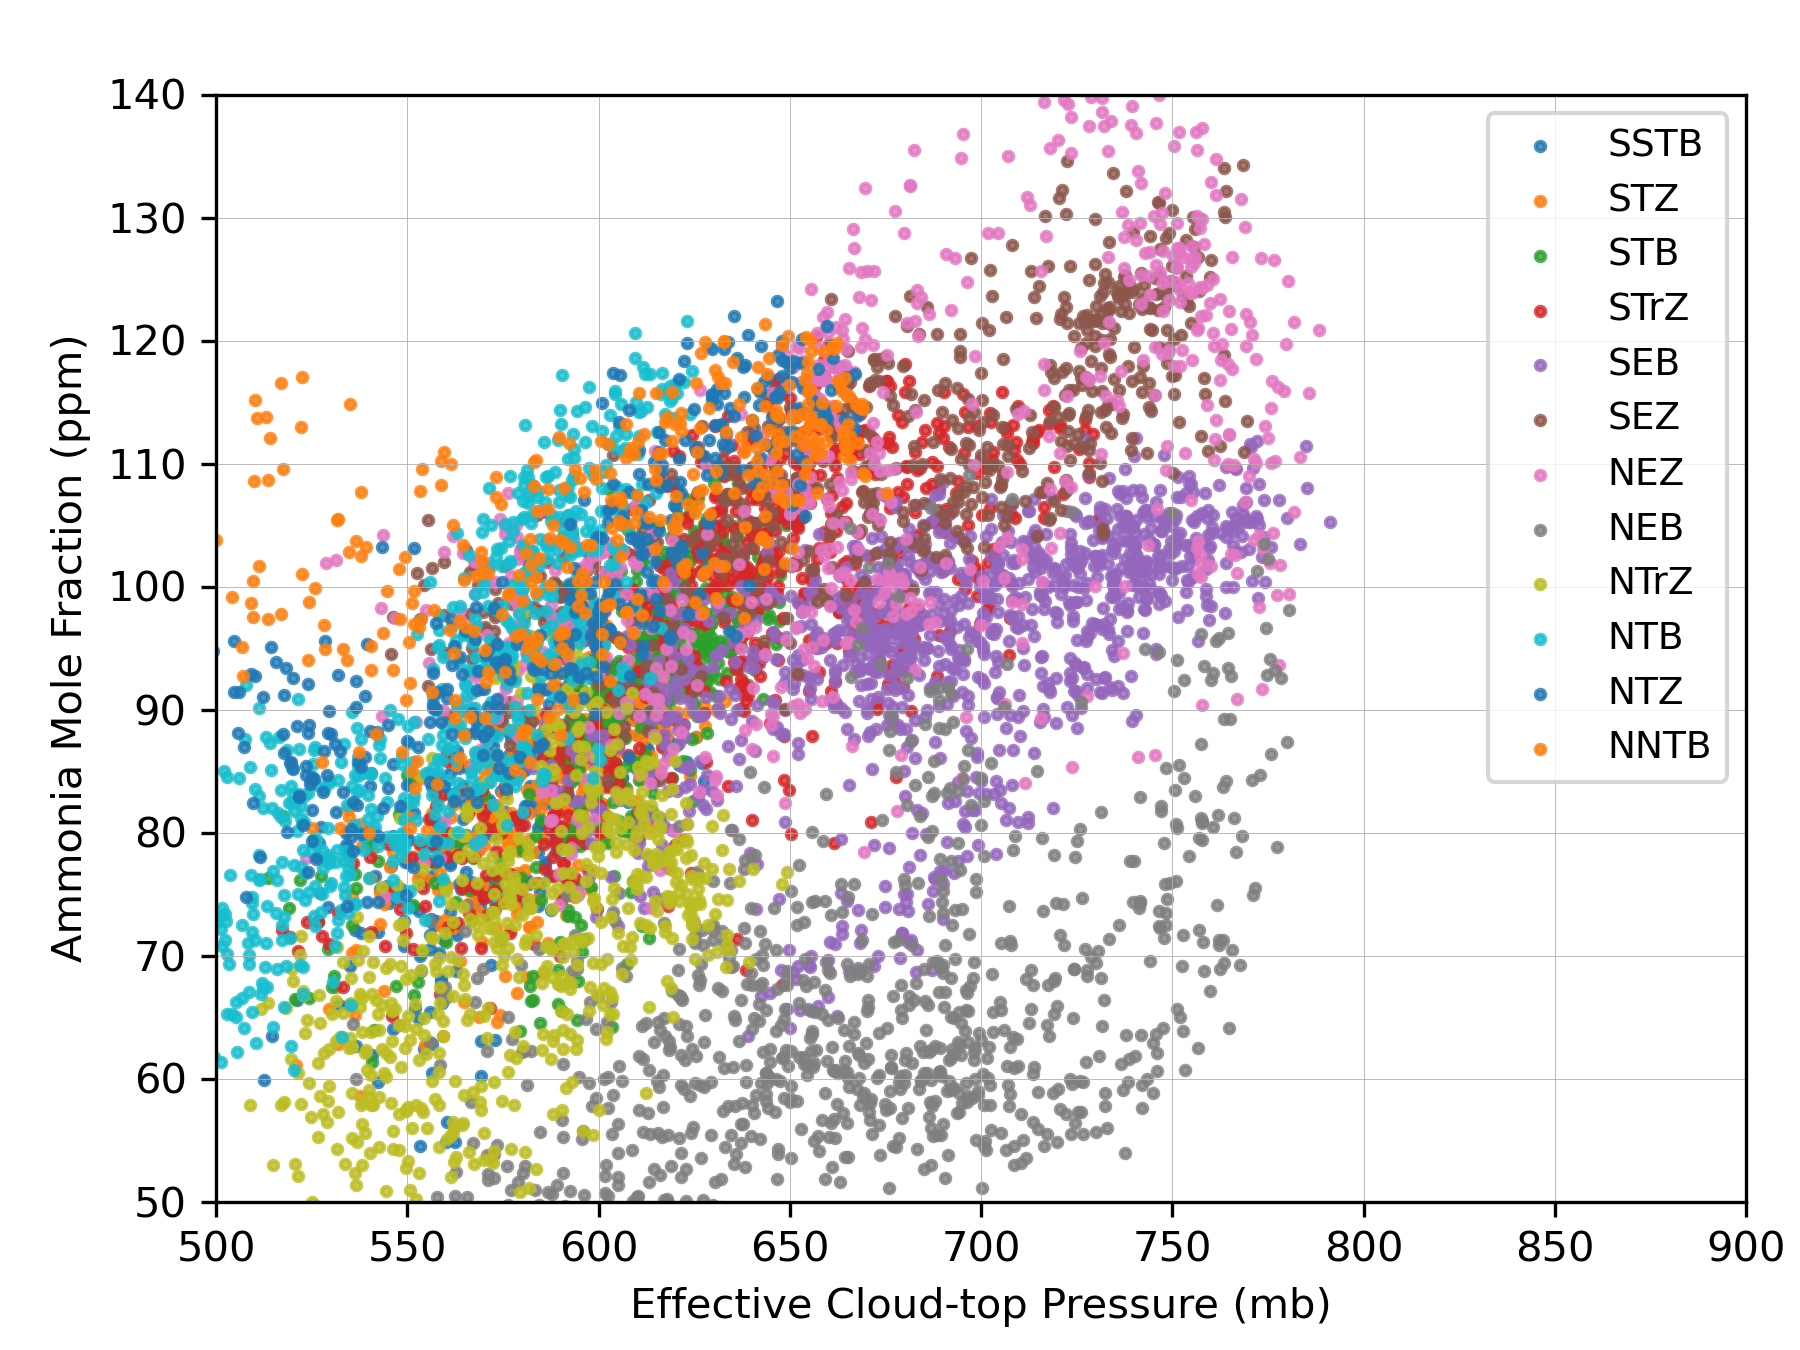 140
130
120
110
100
90
80
70
60
50
Ammonia Mole Fraction (ppm)
SSTB
STZ
STB
STrZ
SEB
SEZ
NEZ
NEB
NTrZ
NTB
NTZ
NNTB
500 550 600 650 700 750 800 850 900
Effective Cloud-top Pressure (mb)